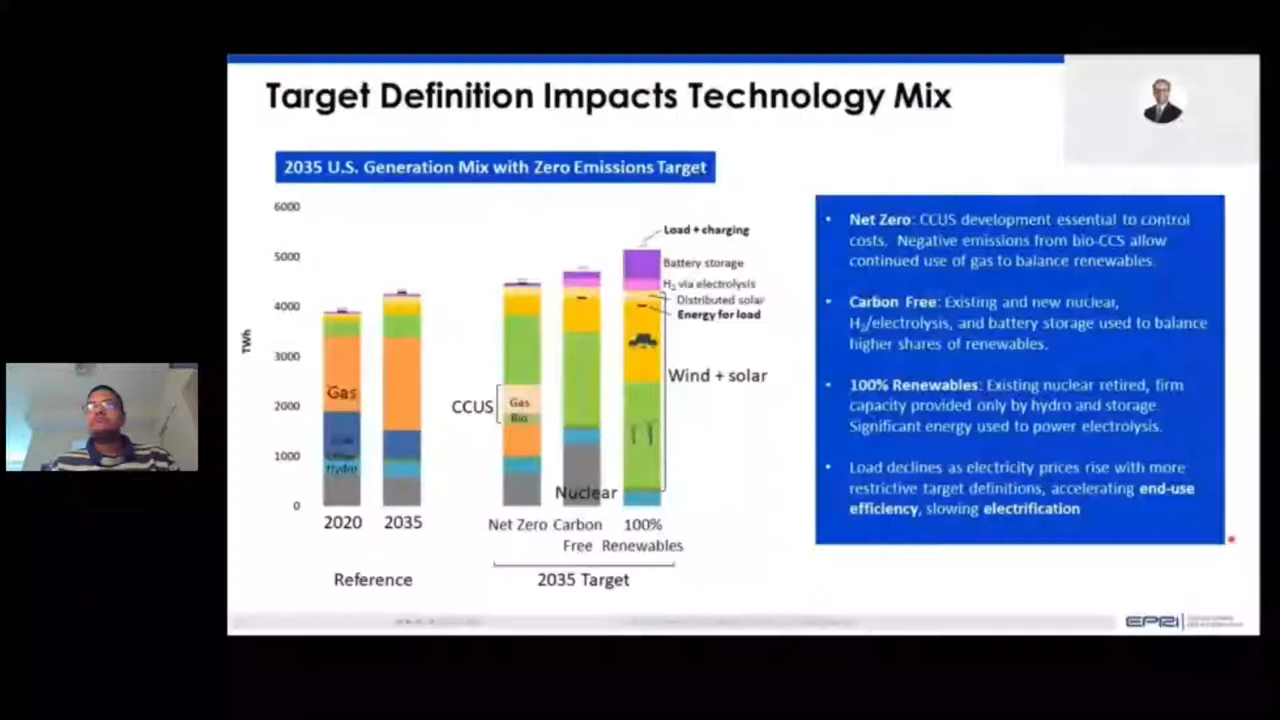 Target Definition Impacts Technology Mix
2035 U.S. Generation Mix with Zero Emissions Target
6000
5000
4000
3000
2000
1000
0
TWh
Gas
Coal
Other
Hydro
2020
2035
Reference
CCUS
Gas
Bio
Nuclear
Load + charging
Battery storage
H₂ via electrolysis
Distributed solar
Energy for load
Wind + solar
Net Zero
Carbon
Free
100%
Renewables
2035 Target
• Net Zero: CCUS development essential to control
costs. Negative emissions from bio-CCS allow
continued use of gas to balance renewables.
• Carbon Free: Existing and new nuclear,
H₂/electrolysis, and battery storage used to balance
higher shares of renewables.
• 100% Renewables: Existing nuclear retired, firm
capacity provided only by hydro and storage.
Significant energy used to power electrolysis.
• Load declines as electricity prices rise with more
restrictive target definitions, accelerating end-use
efficiency, slowing electrification
EPRI